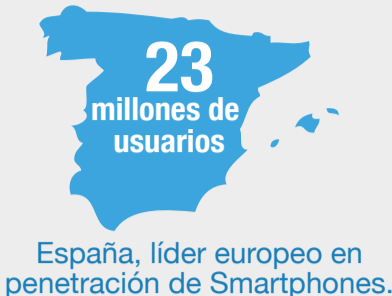 23
millones de
usuarios
España, líder europeo en
penetración de Smartphones.